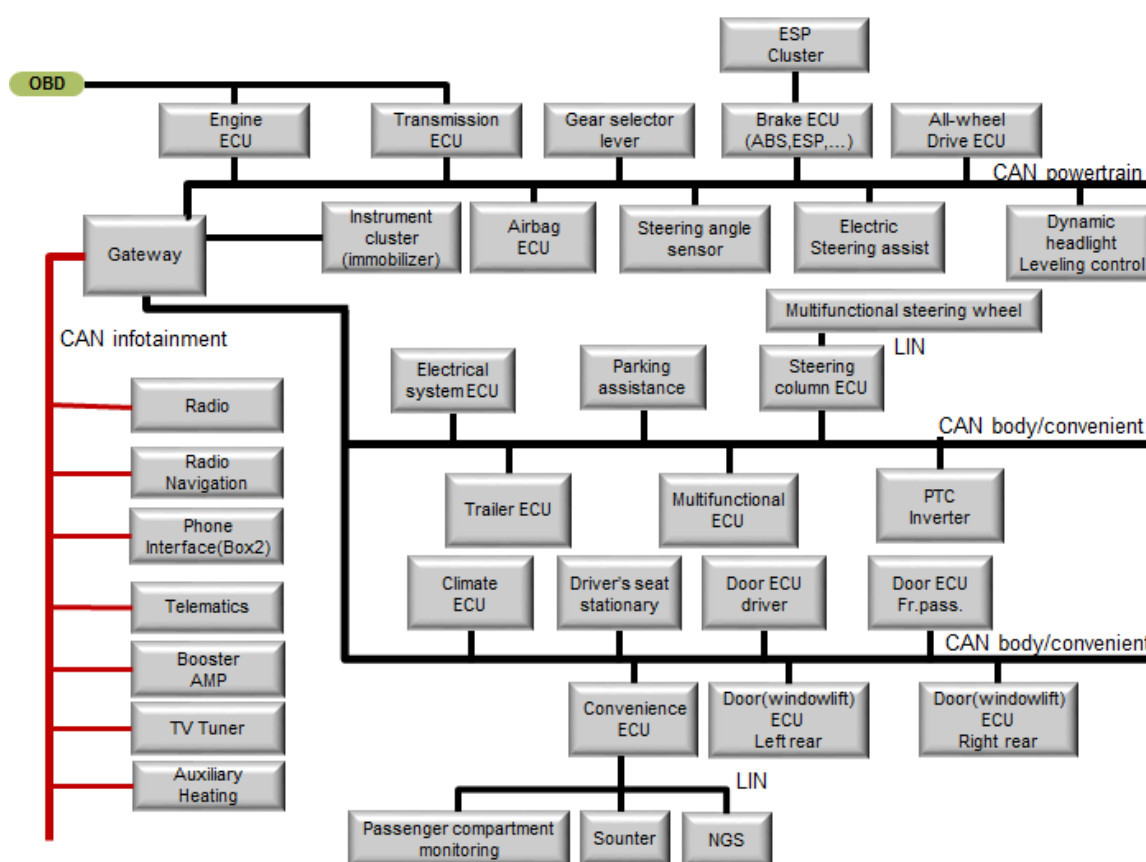 ESP
Cluster
OBD
Engine
ECU
Transmission
ECU
Gear selector
lever
Brake ECU
(ABS,ESP,...)
All-wheel
Drive ECU
CAN powertrain
Gateway
Instrument
cluster
(immobilizer)
Airbag
ECU
Steering angle
sensor
Electric
Steering assist
Dynamic
headlight
Leveling control
Multifunctional steering wheel
LIN
CAN infotainment
Electrical
system ECU
Parking
assistance
Steering
column ECU
CAN body/convenient
Radio
Radio
Navigation
Phone
Interface(Box2)
Telematics
Booster
AMP
TV Tuner
Auxiliary
Heating
Trailer ECU
Multifunctional
ECU
PTC
Inverter
Climate
ECU
Driver's seat
stationary
Door ECU
driver
Door ECU
Fr.pass.
CAN body/convenient
Convenience
ECU
Door(windowlift)
ECU
Left rear
Door(windowlift)
ECU
Right rear
LIN
Passenger compartment
monitoring
Sounter
NGS